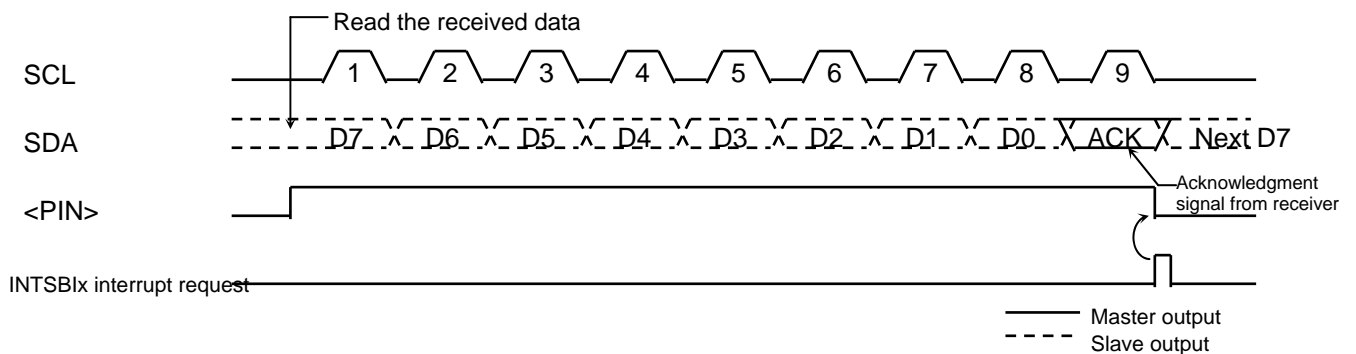 Read the received data
SCL 1 2 3 4 5 6 7 8 9
SDA D7 D6 D5 D4 D3 D2 D1 D0 ACK Next D7
Acknowledgment
signal from receiver
<PIN>
INTSBIx interrupt request
Master output
Slave output